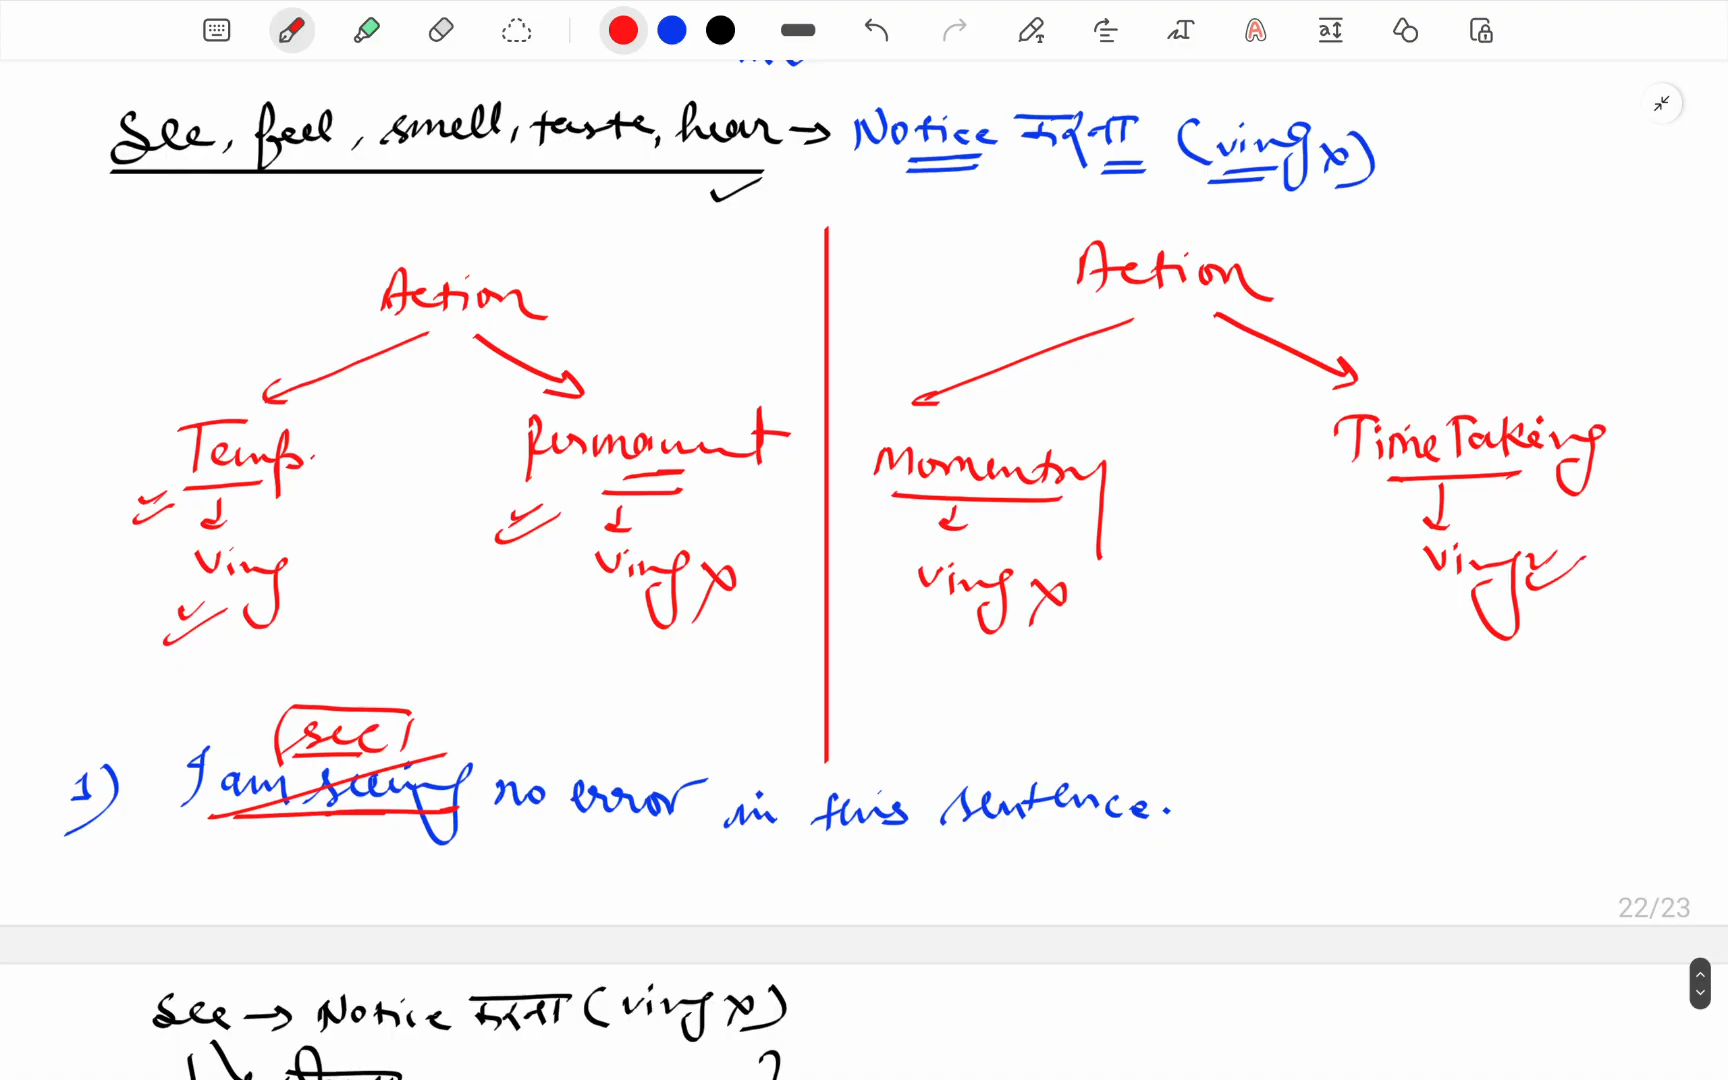 See, feel, smell, taste, hear → Notice करना (ving x)
Action
Action
Temp.
Permanent
Momentry
Time Taking
ving
ving x
ving x
ving
see
1) I am seeing no error in this sentence.
22/23
See → Notice करना (ving x)